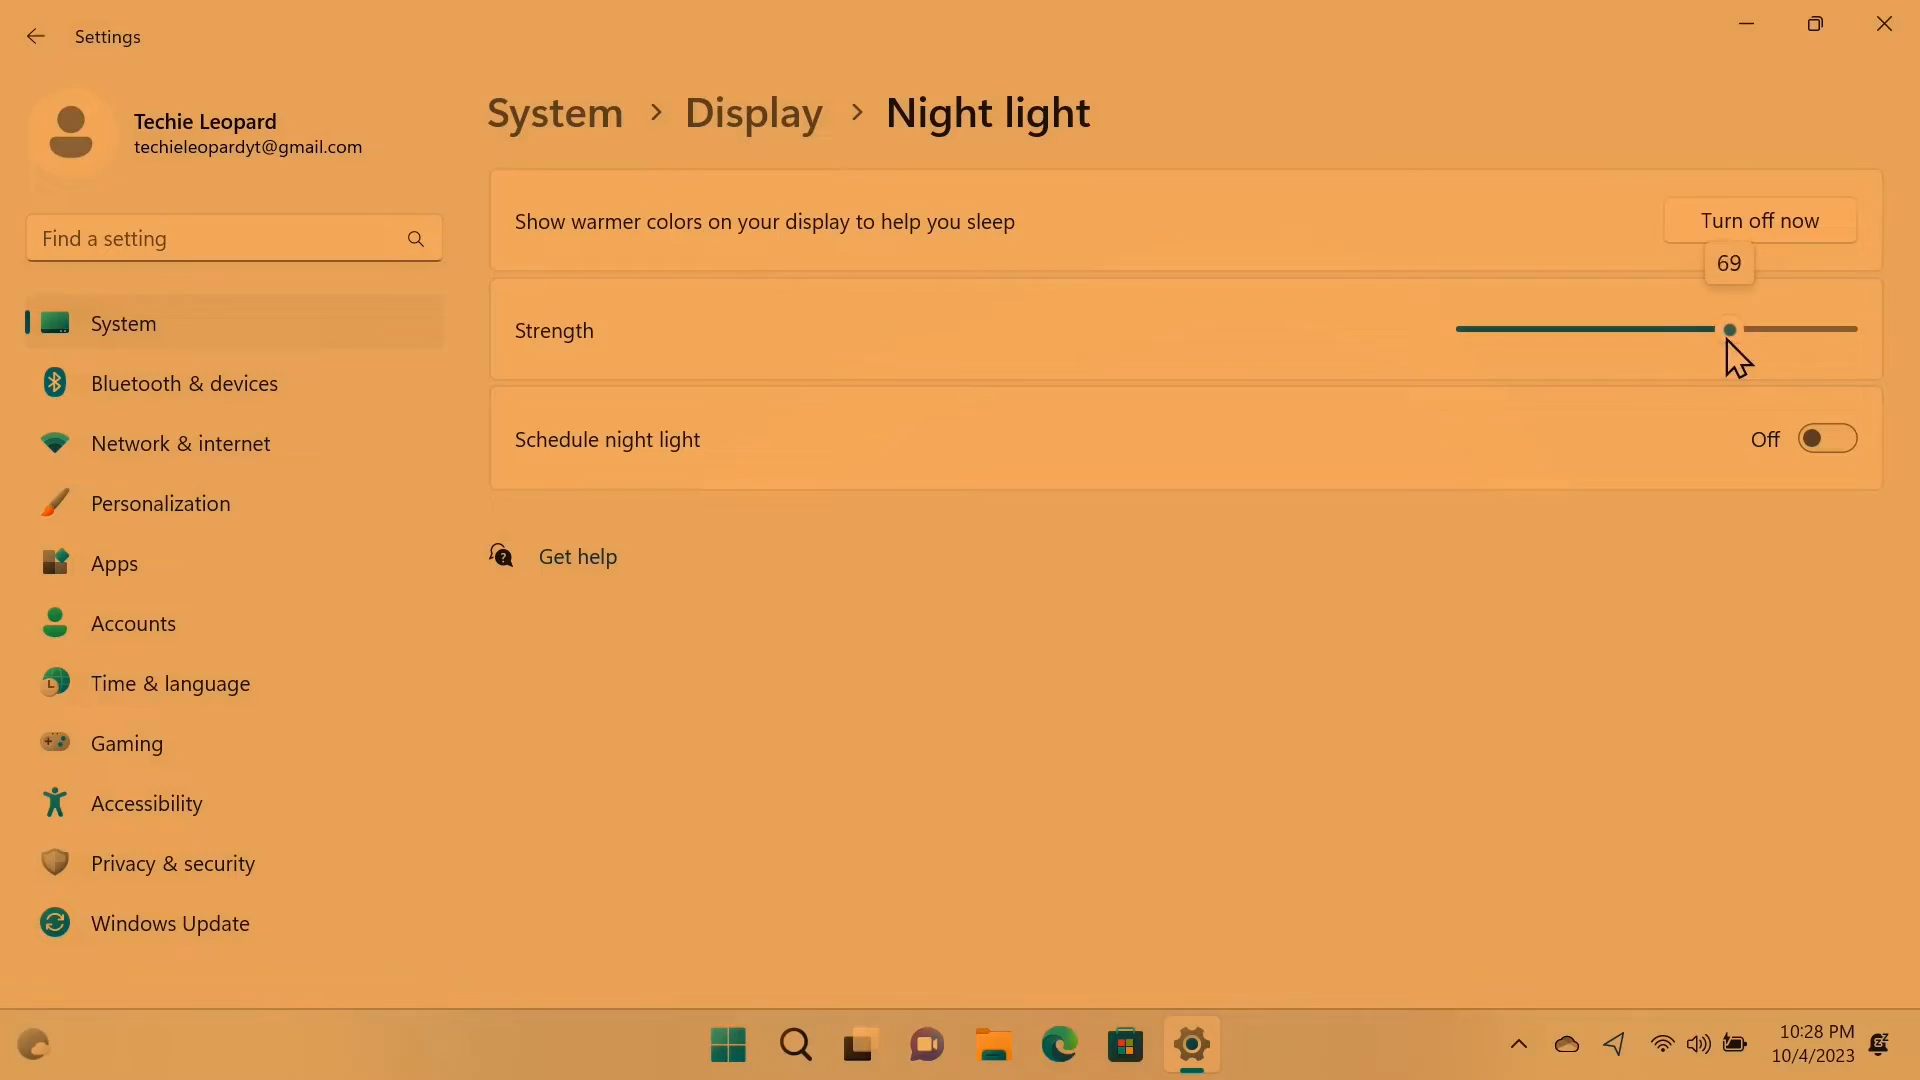 Settings
Techie Leopard
techieleopardyt@gmail.com
Find a setting
System
Bluetooth & devices
Network & internet
Personalization
Apps
Accounts
Time & language
Gaming
Accessibility
Privacy & security
Windows Update
System > Display > Night light
Show warmer colors on your display to help you sleep
Turn off now
69
Strength
Schedule night light
Off
Get help
10:28 PM
10/4/2023